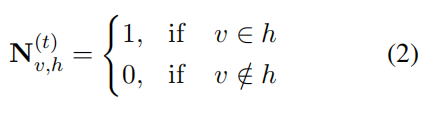 N_{v,h}^{(t)} = { 1, if v ∈ h
0, if v ∉ h (2)